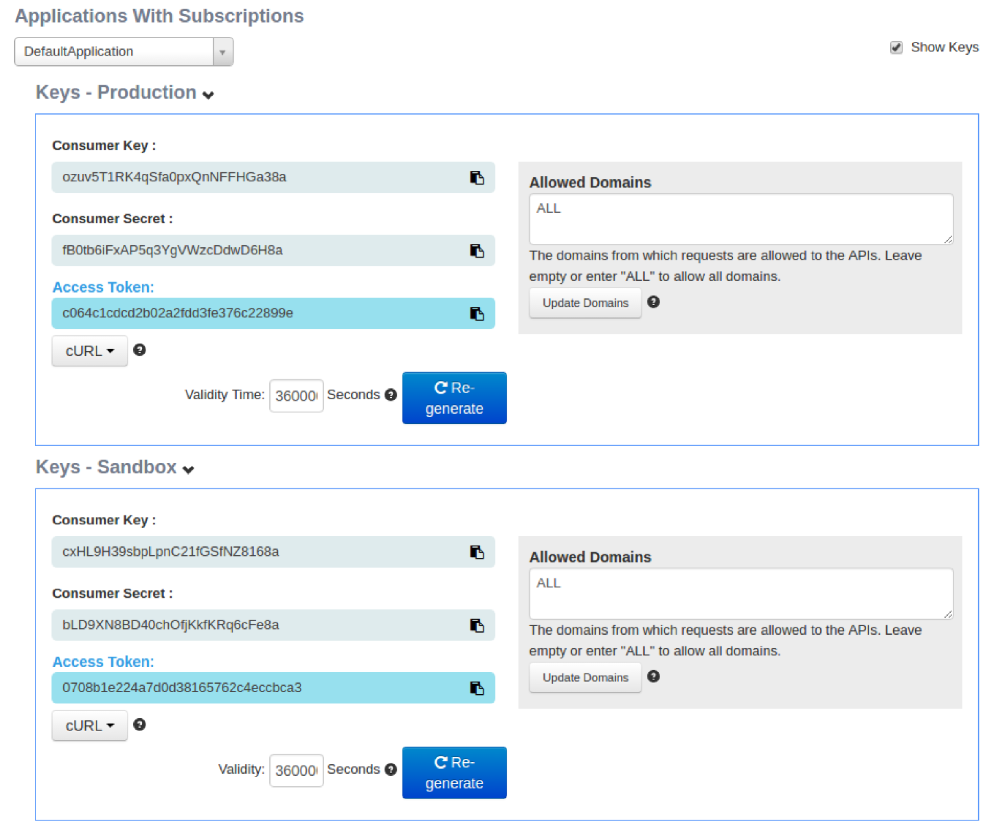 Applications With Subscriptions
DefaultApplication
Show Keys
Keys - Production
Consumer Key :
ozuv5T1RK4qSfa0pxQnNFFHGa38a
Consumer Secret :
fB0tb6iFxAP5q3YgVWzcDdwD6H8a
Access Token:
c064c1cdcd2b02a2fdd3fe376c22899e
cURL
Validity Time: 36000 Seconds
Re-
generate
Allowed Domains
ALL
The domains from which requests are allowed to the APIs. Leave
empty or enter "ALL" to allow all domains.
Update Domains
Keys - Sandbox
Consumer Key :
cxHL9H39sbpLpnC21fGSfNZ8168a
Consumer Secret :
bLD9XN8BD40chOfjKkfKRq6cFe8a
Access Token:
0708b1e224a7d0d38165762c4eccbca3
cURL
Validity: 36000 Seconds
Re-
generate
Allowed Domains
ALL
The domains from which requests are allowed to the APIs. Leave
empty or enter "ALL" to allow all domains.
Update Domains